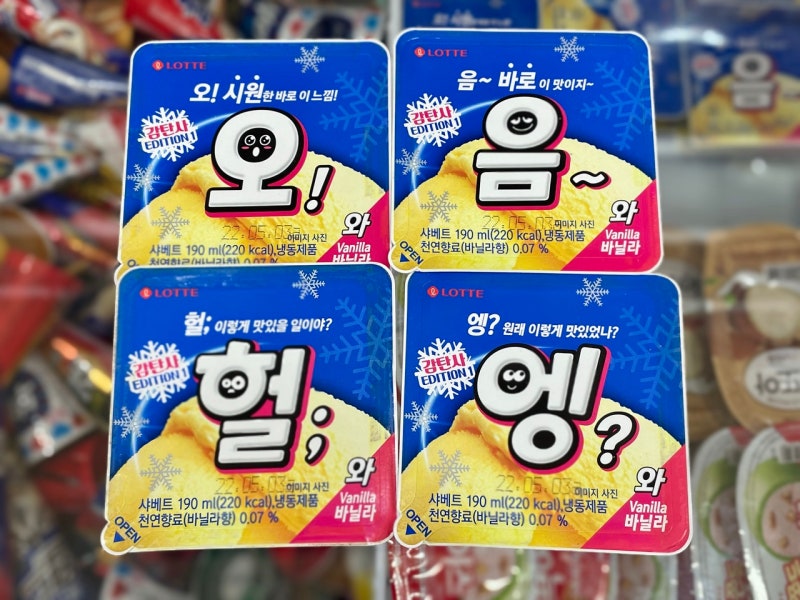 LOTTE
오! 시원한 바로 이 느낌!
감탄사
EDITION 1
오!
22.05.03
이미지 사진
샤베트 190 ml(220 kcal),냉동제품
천연향료(바닐라향) 0.07 %
와
Vanilla
바닐라
LOTTE
음~ 바로 이 맛이지~
감탄사
EDITION 1
음~
22.05.03
이미지 사진
샤베트 190 ml(220 kcal),냉동제품
천연향료(바닐라향) 0.07 %
와
Vanilla
바닐라
OPEN
LOTTE
헐; 이렇게 맛있을 일이야?
감탄사
EDITION 1
헐;
22.05.03
이미지 사진
샤베트 190 ml(220 kcal),냉동제품
천연향료(바닐라향) 0.07 %
와
Vanilla
바닐라
OPEN
LOTTE
엥? 원래 이렇게 맛있었나?
감탄사
EDITION 1
엥?
22.05.03
이미지 사진
샤베트 190 ml(220 kcal),냉동제품
천연향료(바닐라향) 0.07 %
와
Vanilla
바닐라
OPEN
음